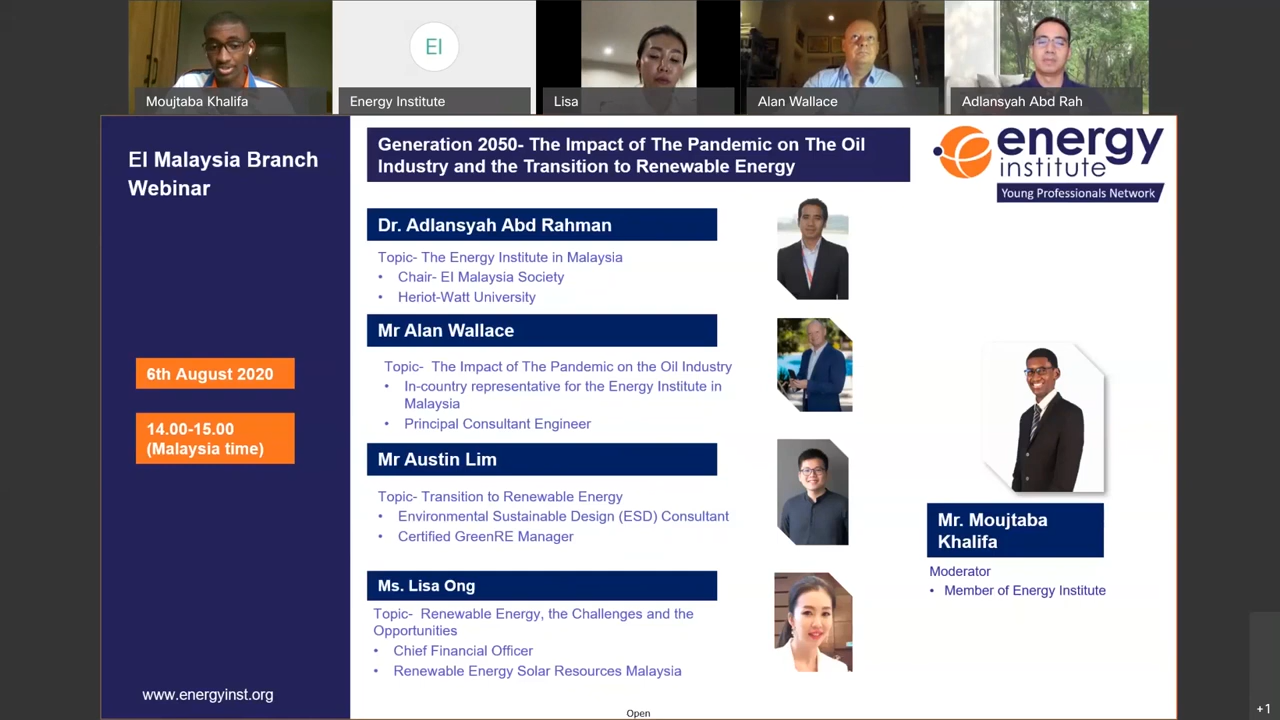 EI
Moujtaba Khalifa
Energy Institute
Lisa
Alan Wallace
Adlansyah Abd Rah
EI Malaysia Branch
Webinar
6th August 2020
14.00-15.00
(Malaysia time)
www.energyinst.org
Generation 2050- The Impact of The Pandemic on The Oil
Industry and the Transition to Renewable Energy
energy
institute
Young Professionals Network
Dr. Adlansyah Abd Rahman
Topic- The Energy Institute in Malaysia
• Chair- EI Malaysia Society
• Heriot-Watt University
Mr Alan Wallace
Topic- The Impact of The Pandemic on the Oil Industry
• In-country representative for the Energy Institute in
Malaysia
• Principal Consultant Engineer
Mr Austin Lim
Topic- Transition to Renewable Energy
• Environmental Sustainable Design (ESD) Consultant
• Certified GreenRE Manager
Ms. Lisa Ong
Topic- Renewable Energy, the Challenges and the
Opportunities
• Chief Financial Officer
• Renewable Energy Solar Resources Malaysia
Mr. Moujtaba
Khalifa
Moderator
• Member of Energy Institute
Open
+1